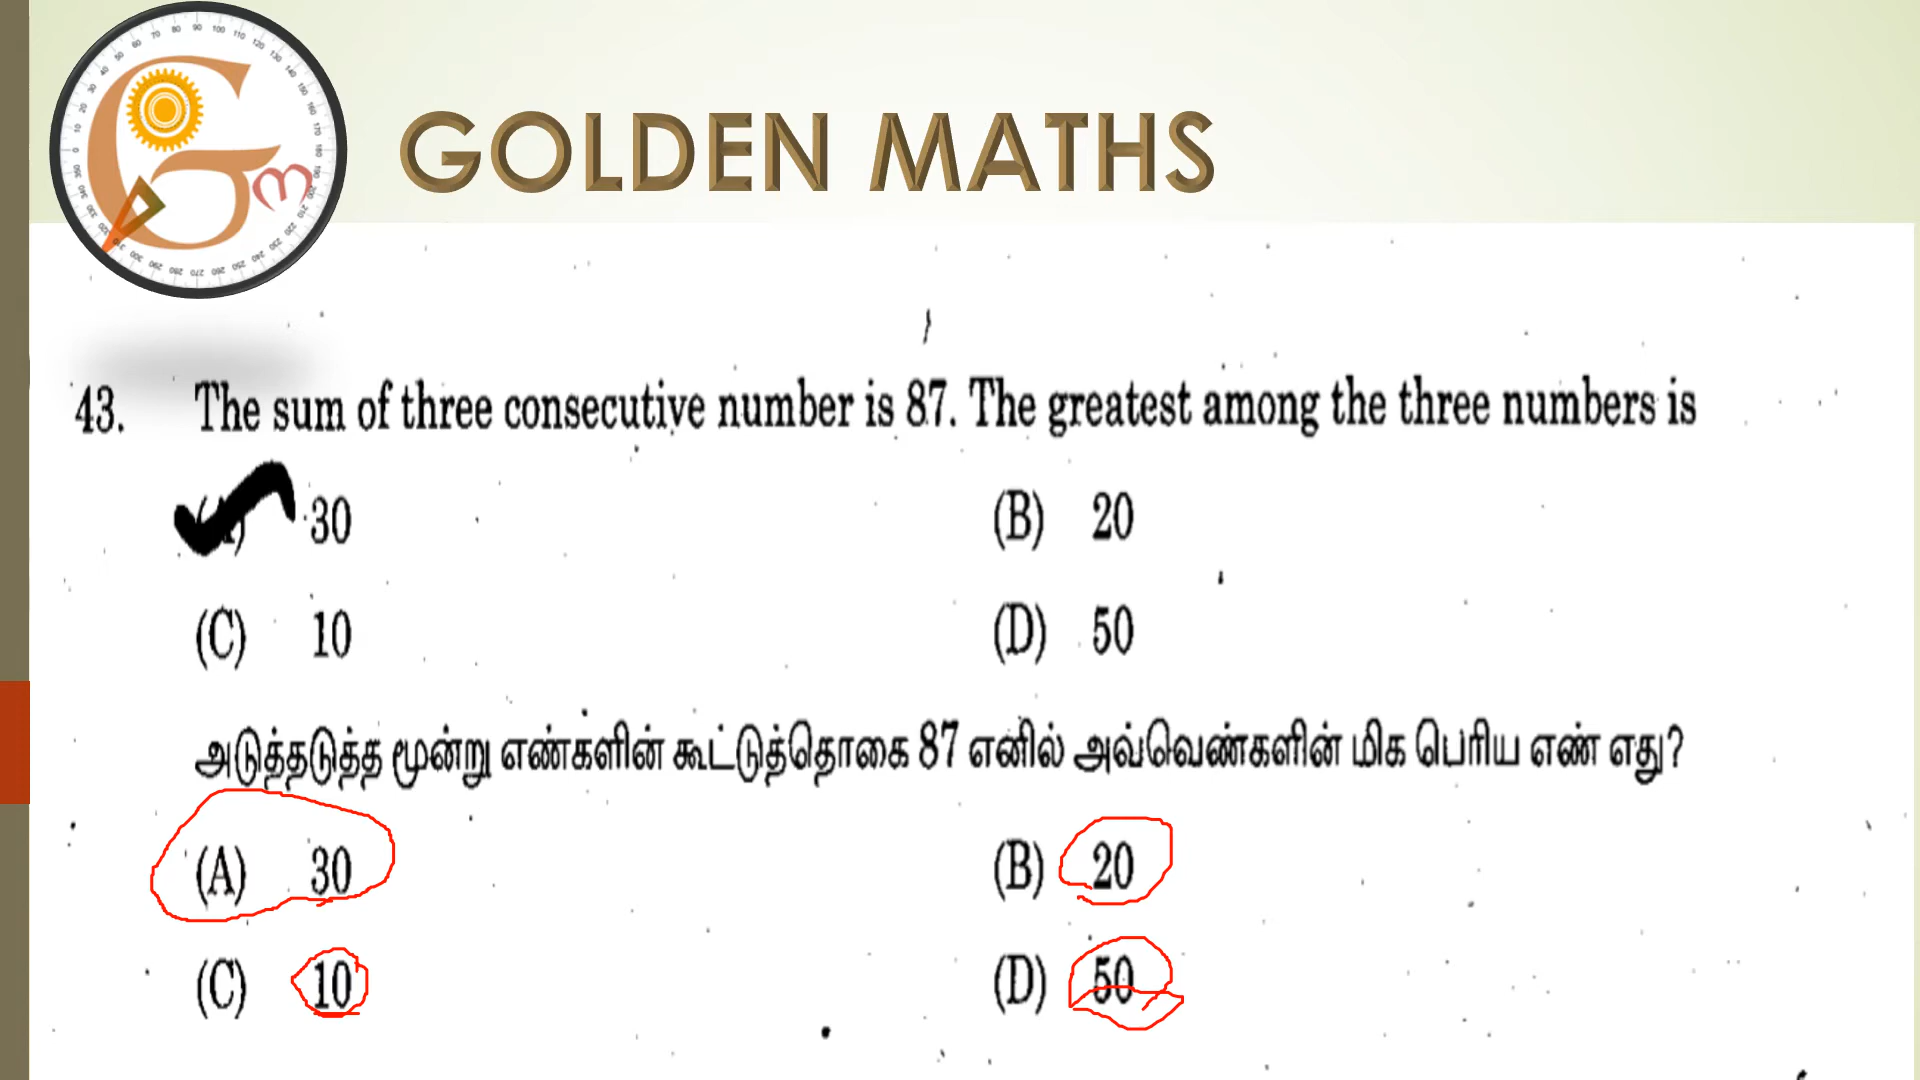 GOLDEN MATHS
43. The sum of three consecutive number is 87. The greatest among the three numbers is
(A) 30 (B) 20
(C) 10 (D) 50
அடுத்தடுத்த மூன்று எண்களின் கூட்டுத்தொகை 87 எனில் அவ்வெண்களின் மிக பெரிய எண் எது?
(A) 30 (B) 20
(C) 10 (D) 50